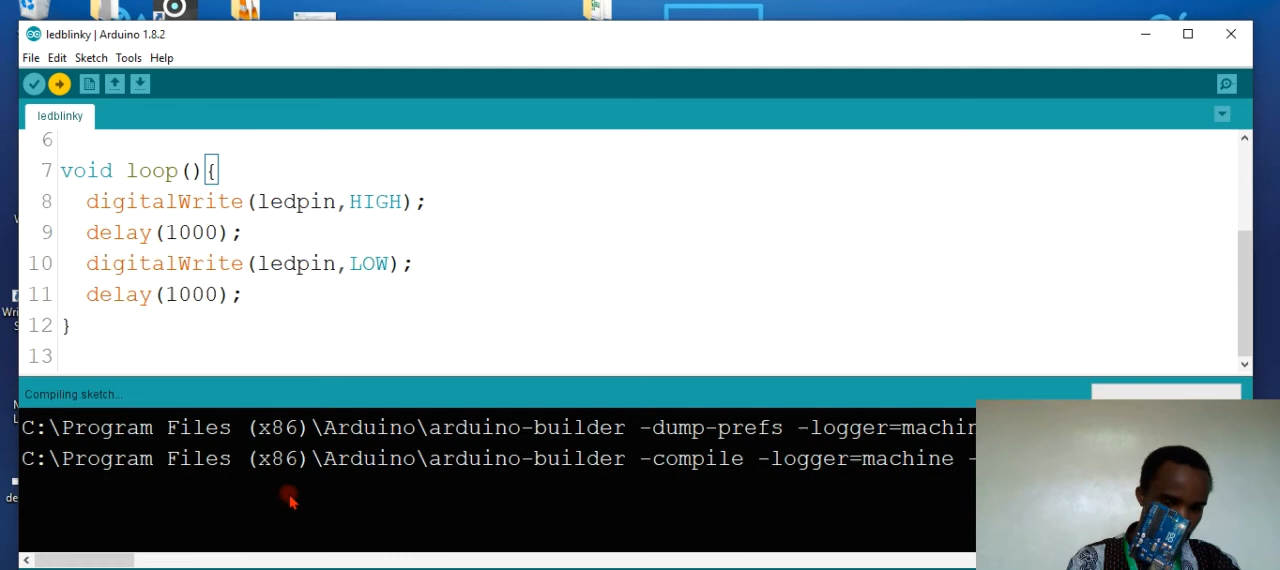 ledblinky | Arduino 1.8.2
File Edit Sketch Tools Help
ledblinky
6
7 void loop(){
8 digitalWrite(ledpin,HIGH);
9 delay(1000);
10 digitalWrite(ledpin,LOW);
11 delay(1000);
12 }
13
Compiling sketch...
C:\Program Files (x86)\Arduino\arduino-builder -dump-prefs -logger=machin
C:\Program Files (x86)\Arduino\arduino-builder -compile -logger=machine -